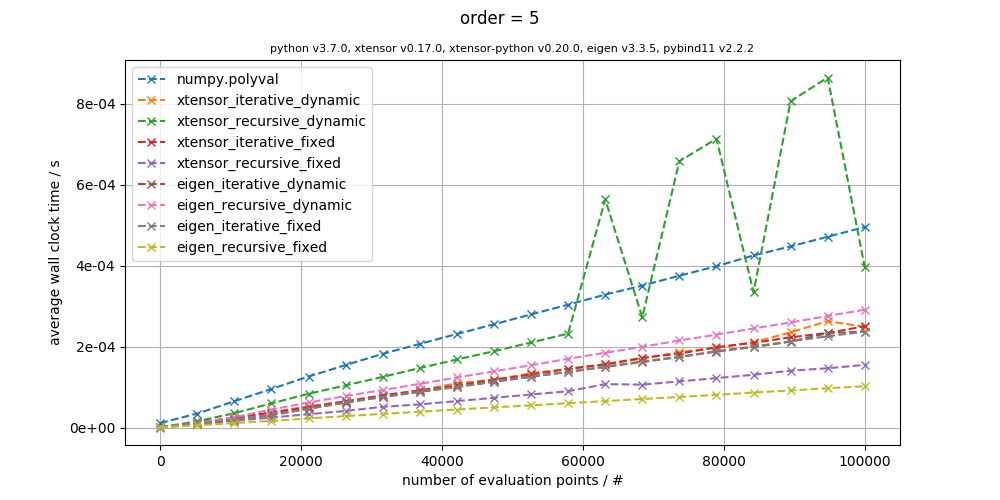 order = 5
python v3.7.0, xtensor v0.17.0, xtensor-python v0.20.0, eigen v3.3.5, pybind11 v2.2.2
numpy.polyval
xtensor_iterative_dynamic
xtensor_recursive_dynamic
xtensor_iterative_fixed
xtensor_recursive_fixed
eigen_iterative_dynamic
eigen_recursive_dynamic
eigen_iterative_fixed
eigen_recursive_fixed
average wall clock time / s
8e-04
6e-04
4e-04
2e-04
0e+00
0
20000
40000
60000
80000
100000
number of evaluation points / #